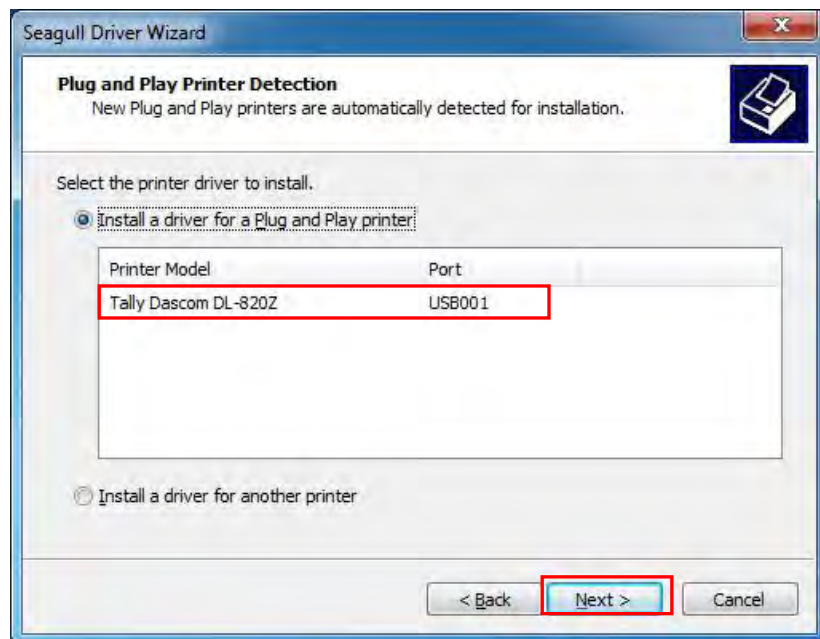 Seagull Driver Wizard
Plug and Play Printer Detection
New Plug and Play printers are automatically detected for installation.
Select the printer driver to install.
Install a driver for a Plug and Play printer
Printer Model Port
Tally Dascom DL-820Z USB001
Install a driver for another printer
< Back Next > Cancel